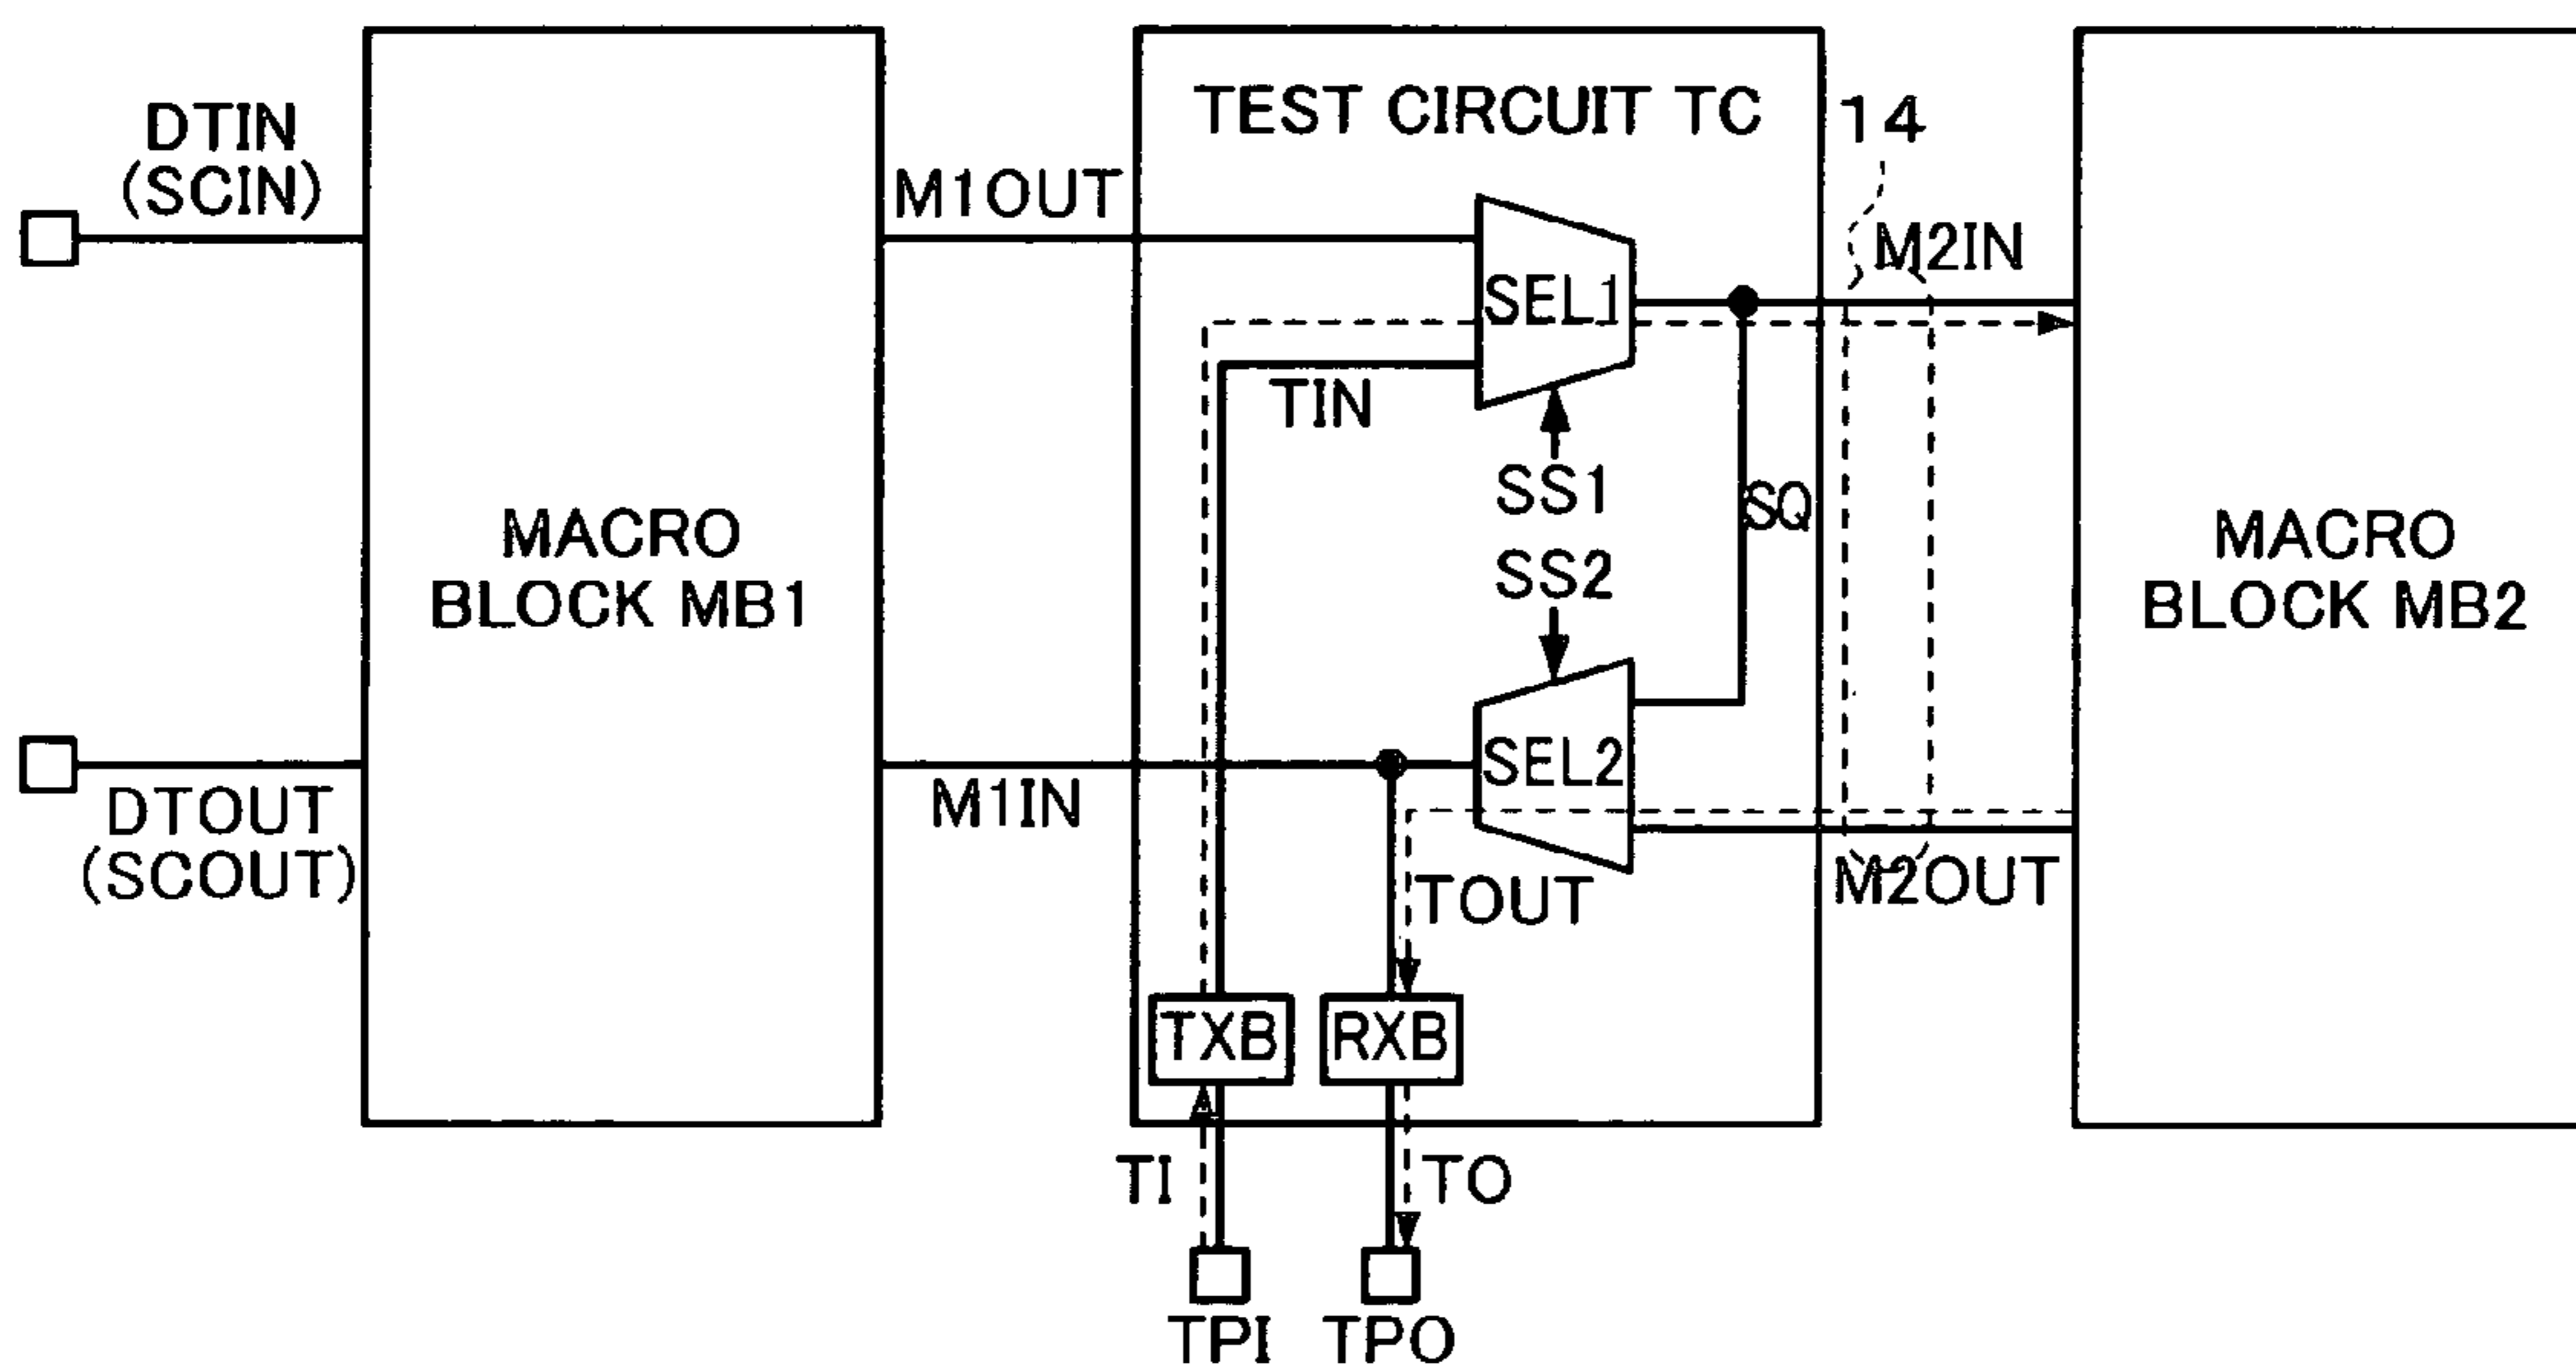 DTIN
(SCIN)
M1OUT
TEST CIRCUIT TC
14
M2IN
SEL1
TIN
SS1
SQ
MACRO
BLOCK MB1
SS2
MACRO
BLOCK MB2
SEL2
M1IN
DTOUT
(SCOUT)
TOUT
M2OUT
TXB
RXB
TI
TO
TPI
TPO